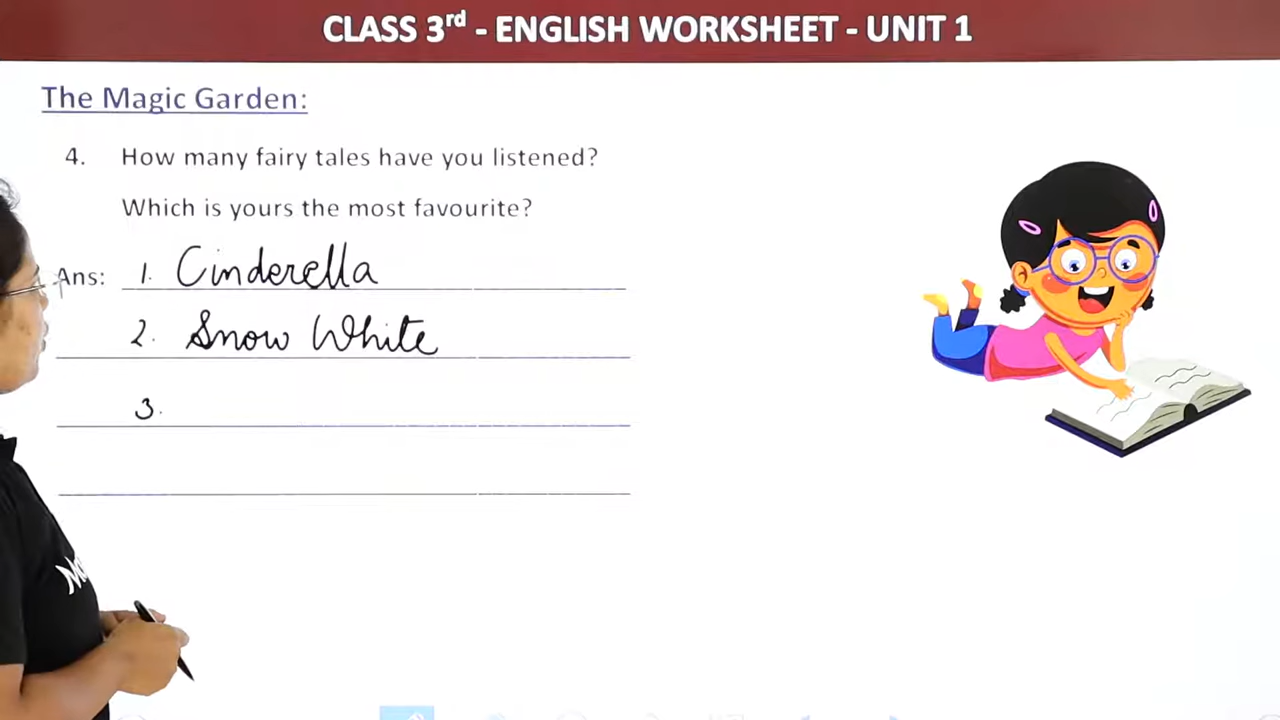 CLASS 3rd - ENGLISH WORKSHEET - UNIT 1
The Magic Garden:
4. How many fairy tales have you listened?
Which is yours the most favourite?
Ans: 1. Cinderella
2. Snow White
3.